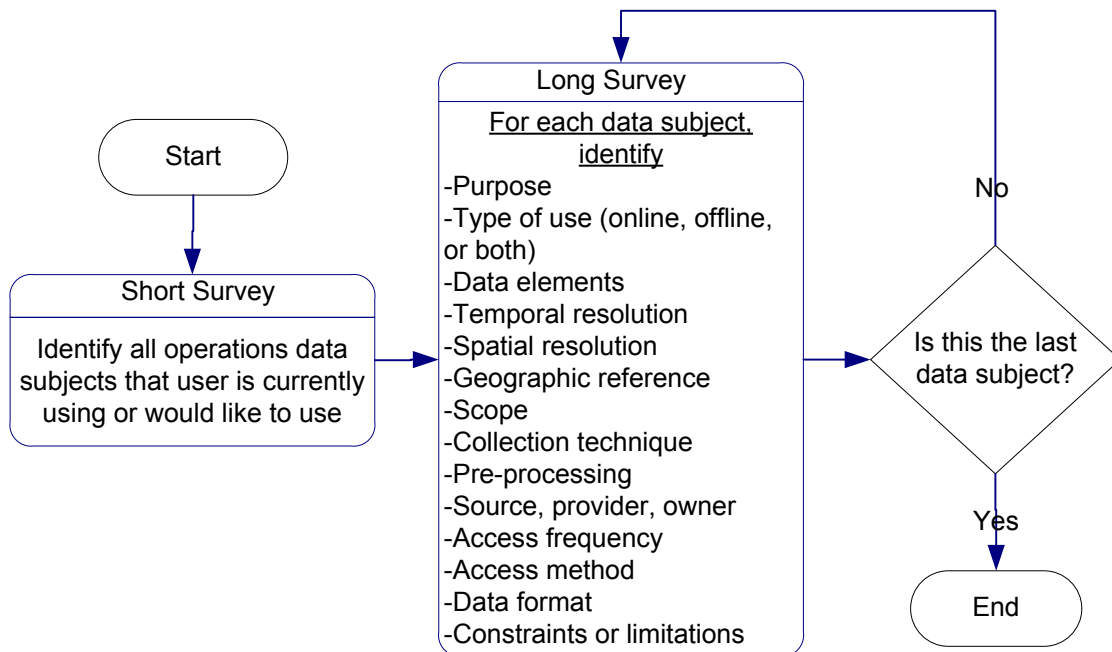 Start
Short Survey
Identify all operations data
subjects that user is currently
using or would like to use
Long Survey
For each data subject,
identify
-Purpose
-Type of use (online, offline,
or both)
-Data elements
-Temporal resolution
-Spatial resolution
-Geographic reference
-Scope
-Collection technique
-Pre-processing
-Source, provider, owner
-Access frequency
-Access method
-Data format
-Constraints or limitations
No
Is this the last
data subject?
Yes
End